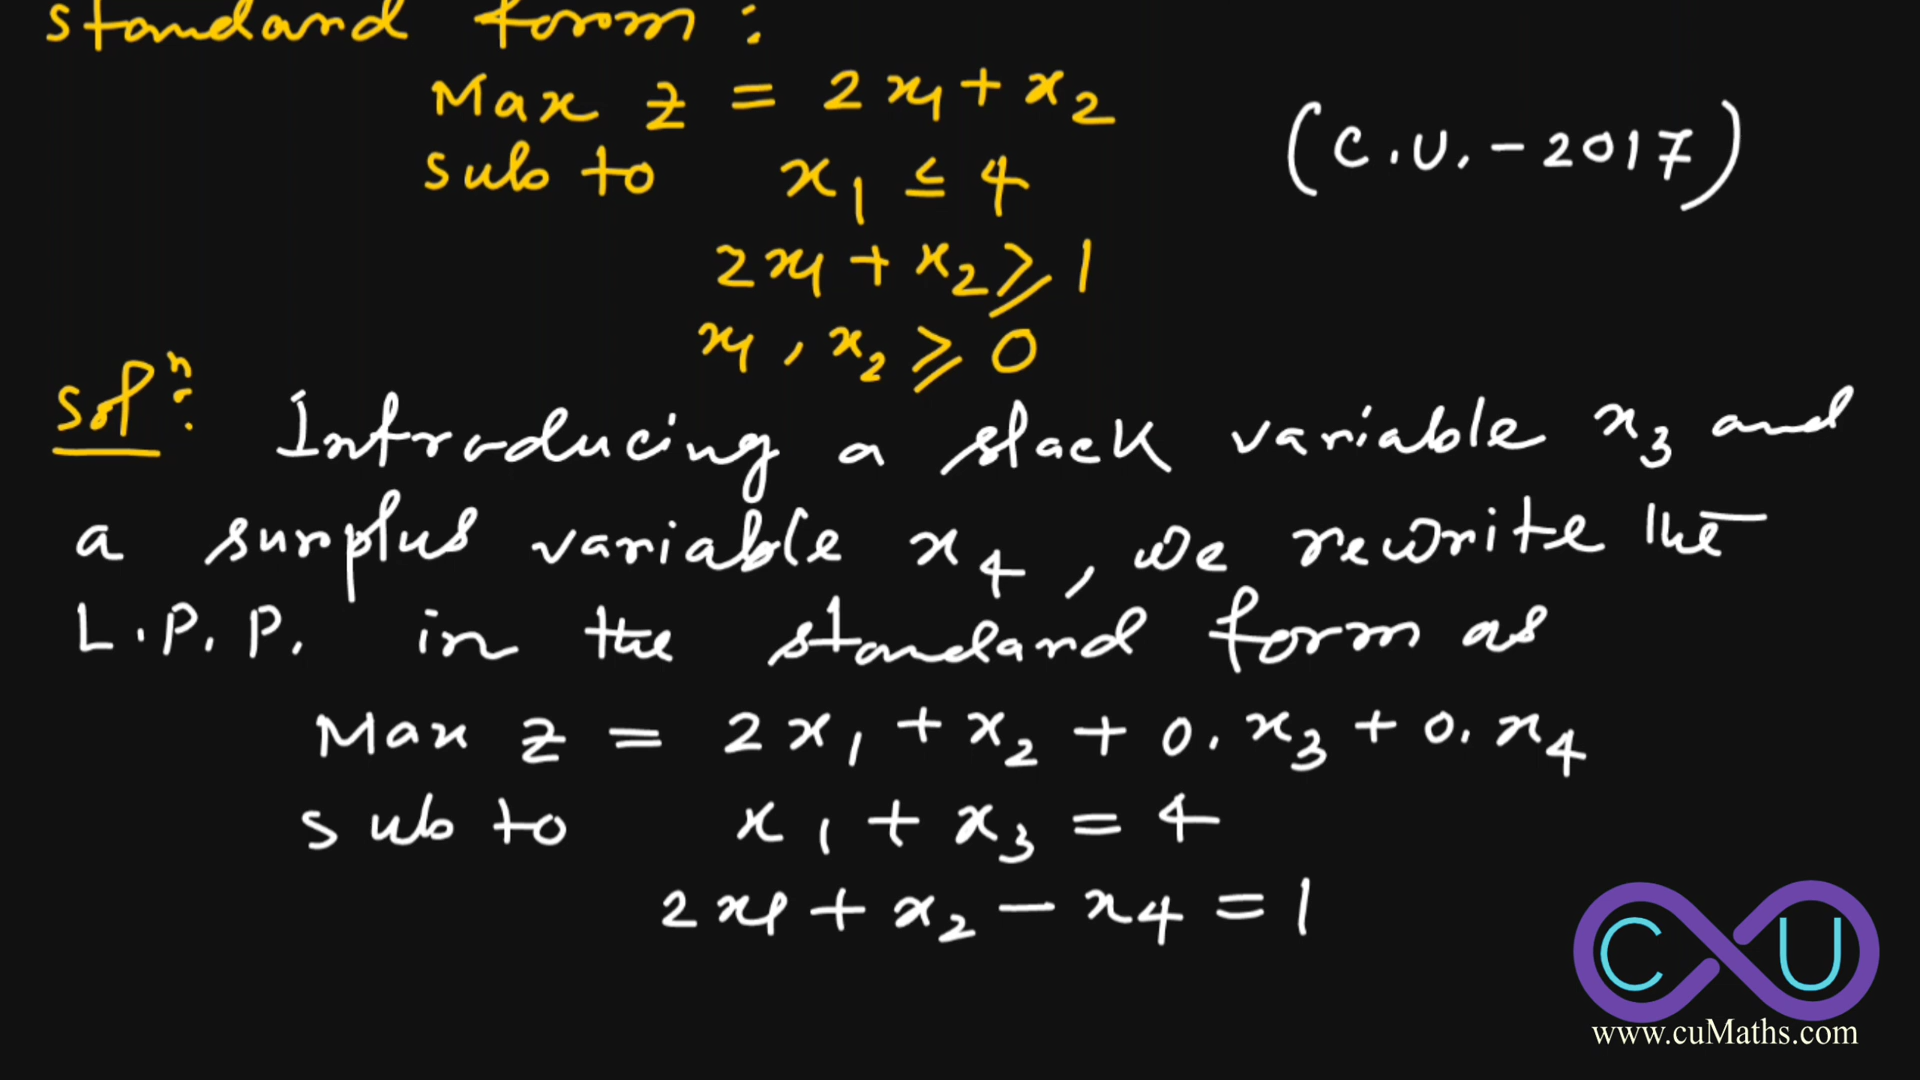 standard form :
Max z = 2x₁ + x₂
(C.U. - 2017)
sub to x₁ ≤ 4
2x₁ + x₂ ≥ 1
x₁, x₂ ≥ 0
Solⁿ: Introducing a slack variable x₃ and
a surplus variable x₄, we rewrite the
L.P.P. in the standard form as
Max z = 2x₁ + x₂ + 0.x₃ + 0.x₄
sub to x₁ + x₃ = 4
2x₁ + x₂ - x₄ = 1
CU
www.cuMaths.com